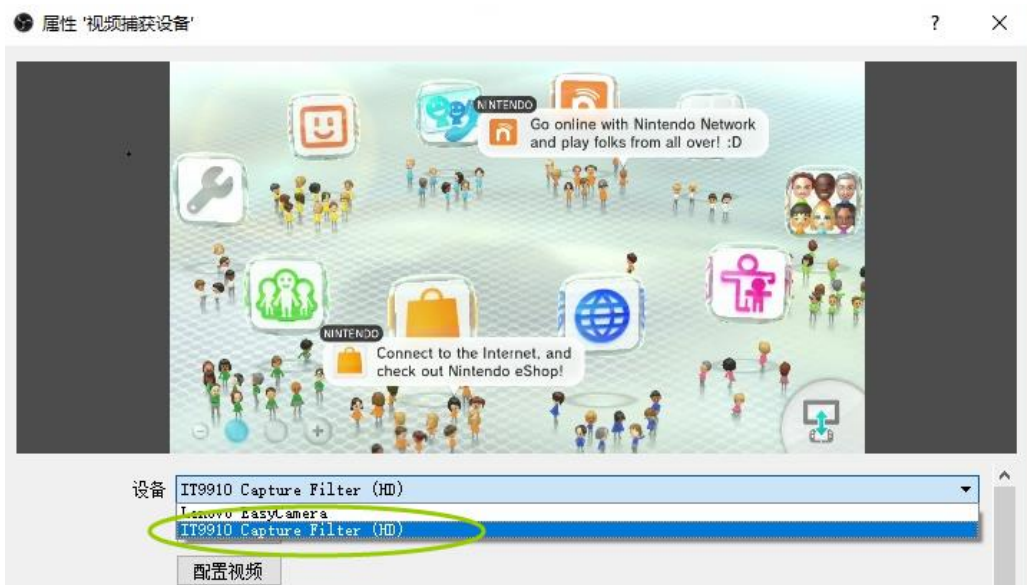 属性 '视频捕获设备'
?
NINTENDO
Go online with Nintendo Network
and play folks from all over! :D
NINTENDO
Connect to the Internet, and
check out Nintendo eShop!
设备
IT9910 Capture Filter (HD)
Lenovo EasyCamera
IT9910 Capture Filter (HD)
配置视频